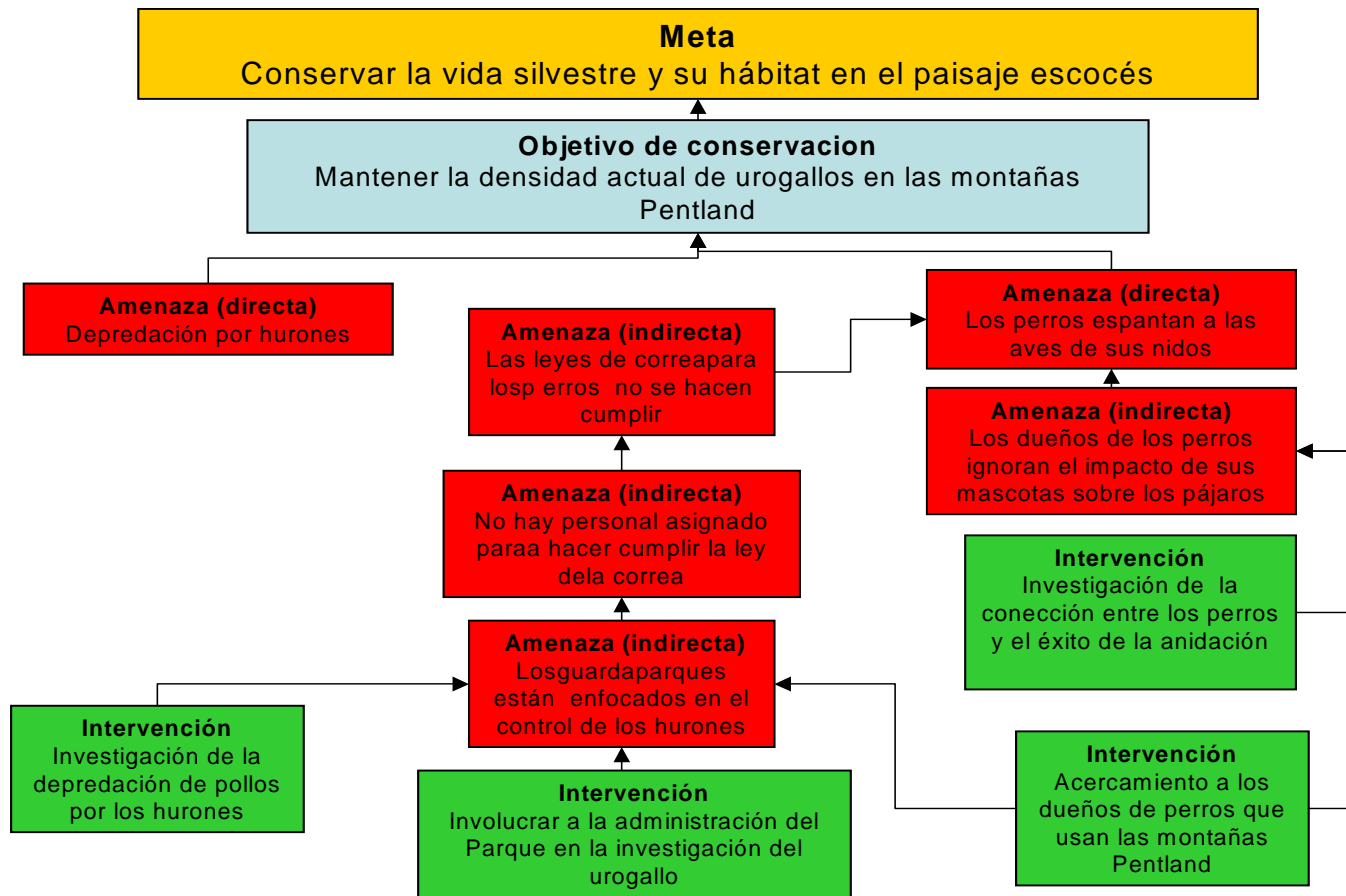 Meta
Conservar la vida silvestre y su hábitat en el paisaje escocés
Objetivo de conservacion
Mantener la densidad actual de urogallos en las montañas
Pentland
Amenaza (directa)
Depredación por hurones
Amenaza (indirecta)
Las leyes de correapara
losp erros  no se hacen
cumplir
Amenaza (directa)
Los perros espantan a las
aves de sus nidos
Amenaza (indirecta)
Los dueños de los perros
ignoran el impacto de sus
mascotas sobre los pájaros
Amenaza (indirecta)
No hay personal asignado
paraa hacer cumplir la ley
dela correa
Intervención
Investigación de  la
conección entre los perros
y el éxito de la anidación
Amenaza (indirecta)
Losguardaparques
están  enfocados en el
control de los hurones
Intervención
Investigación de la
depredación de pollos
por los hurones
Intervención
Involucrar a la administración del
Parque en la investigación del
urogallo
Intervención
Acercamiento a los
dueños de perros que
usan las montañas
Pentland